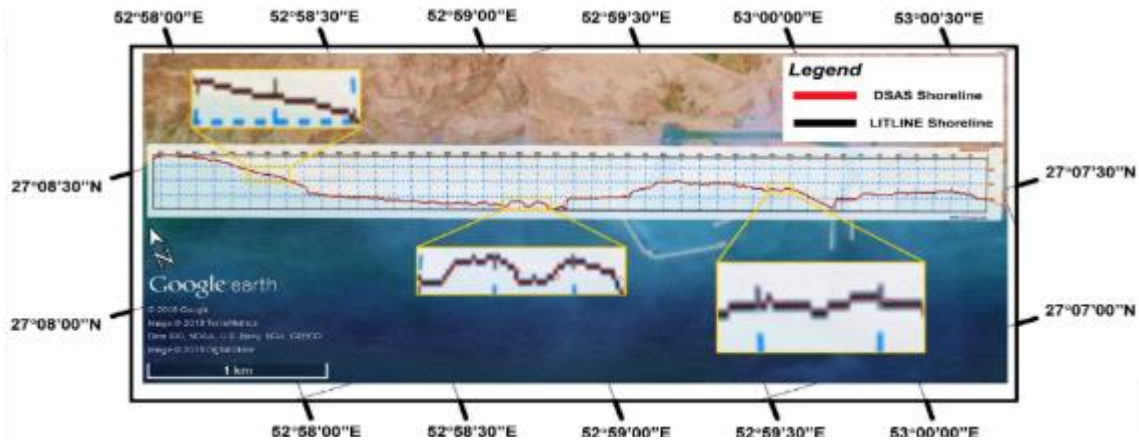 52°58'00"E 52°58'30"E 52°59'00"E 52°59'30"E 53°00'00"E 53°00'30"E
Legend
DSAS Shoreline
LITLINE Shoreline
27°08'30"N
27°07'30"N
N
Google earth
© 2018 Google
27°08'00"N
27°07'00"N
1 km
52°58'00"E 52°58'30"E 52°59'00"E 52°59'30"E 53°00'00"E